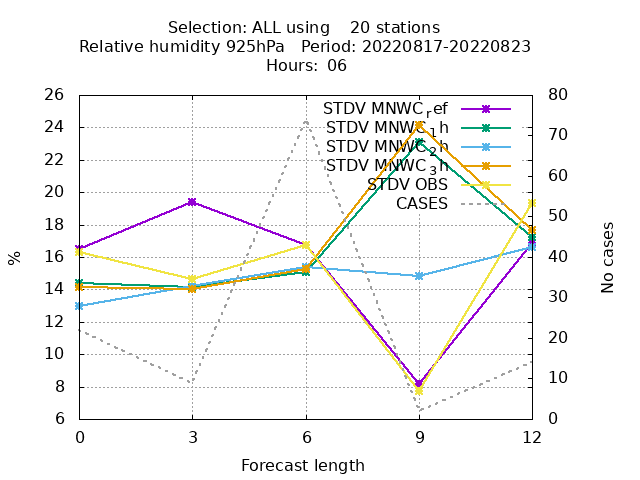 Selection: ALL using 20 stations
Relative humidity 925hPa Period: 20220817-20220823
Hours: 06
26
24
22
20
18
16
14
12
10
8
6
%
80
70
60
50
40
30
20
10
0
No cases
STDV MNWC_ref
STDV MNWC_1h
STDV MNWC_2h
STDV MNWC_3h
STDV OBS
CASES
0 3 6 9 12
Forecast length